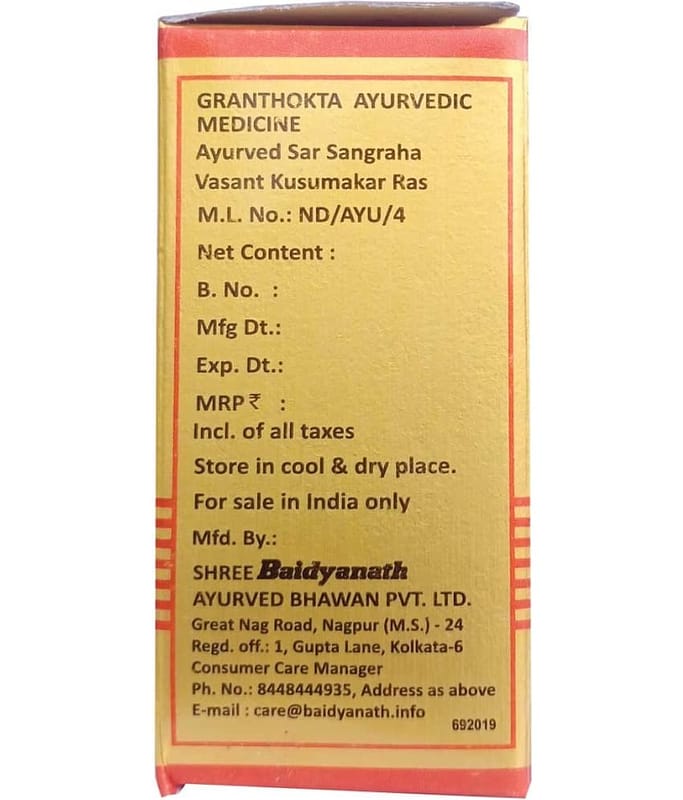 GRANTHOKTA AYURVEDIC
MEDICINE
Ayurved Sar Sangraha
Vasant Kusumakar Ras
M.L. No.: ND/AYU/4
Net Content :
B. No. :
Mfg Dt.:
Exp. Dt.:
MRP ₹ :
Incl. of all taxes
Store in cool & dry place.
For sale in India only
Mfd. By.:
SHREE Baidyanath
AYURVED BHAWAN PVT. LTD.
Great Nag Road, Nagpur (M.S.) - 24
Regd. off.: 1, Gupta Lane, Kolkata-6
Consumer Care Manager
Ph. No.: 8448444935, Address as above
E-mail : care@baidyanath.info
692019